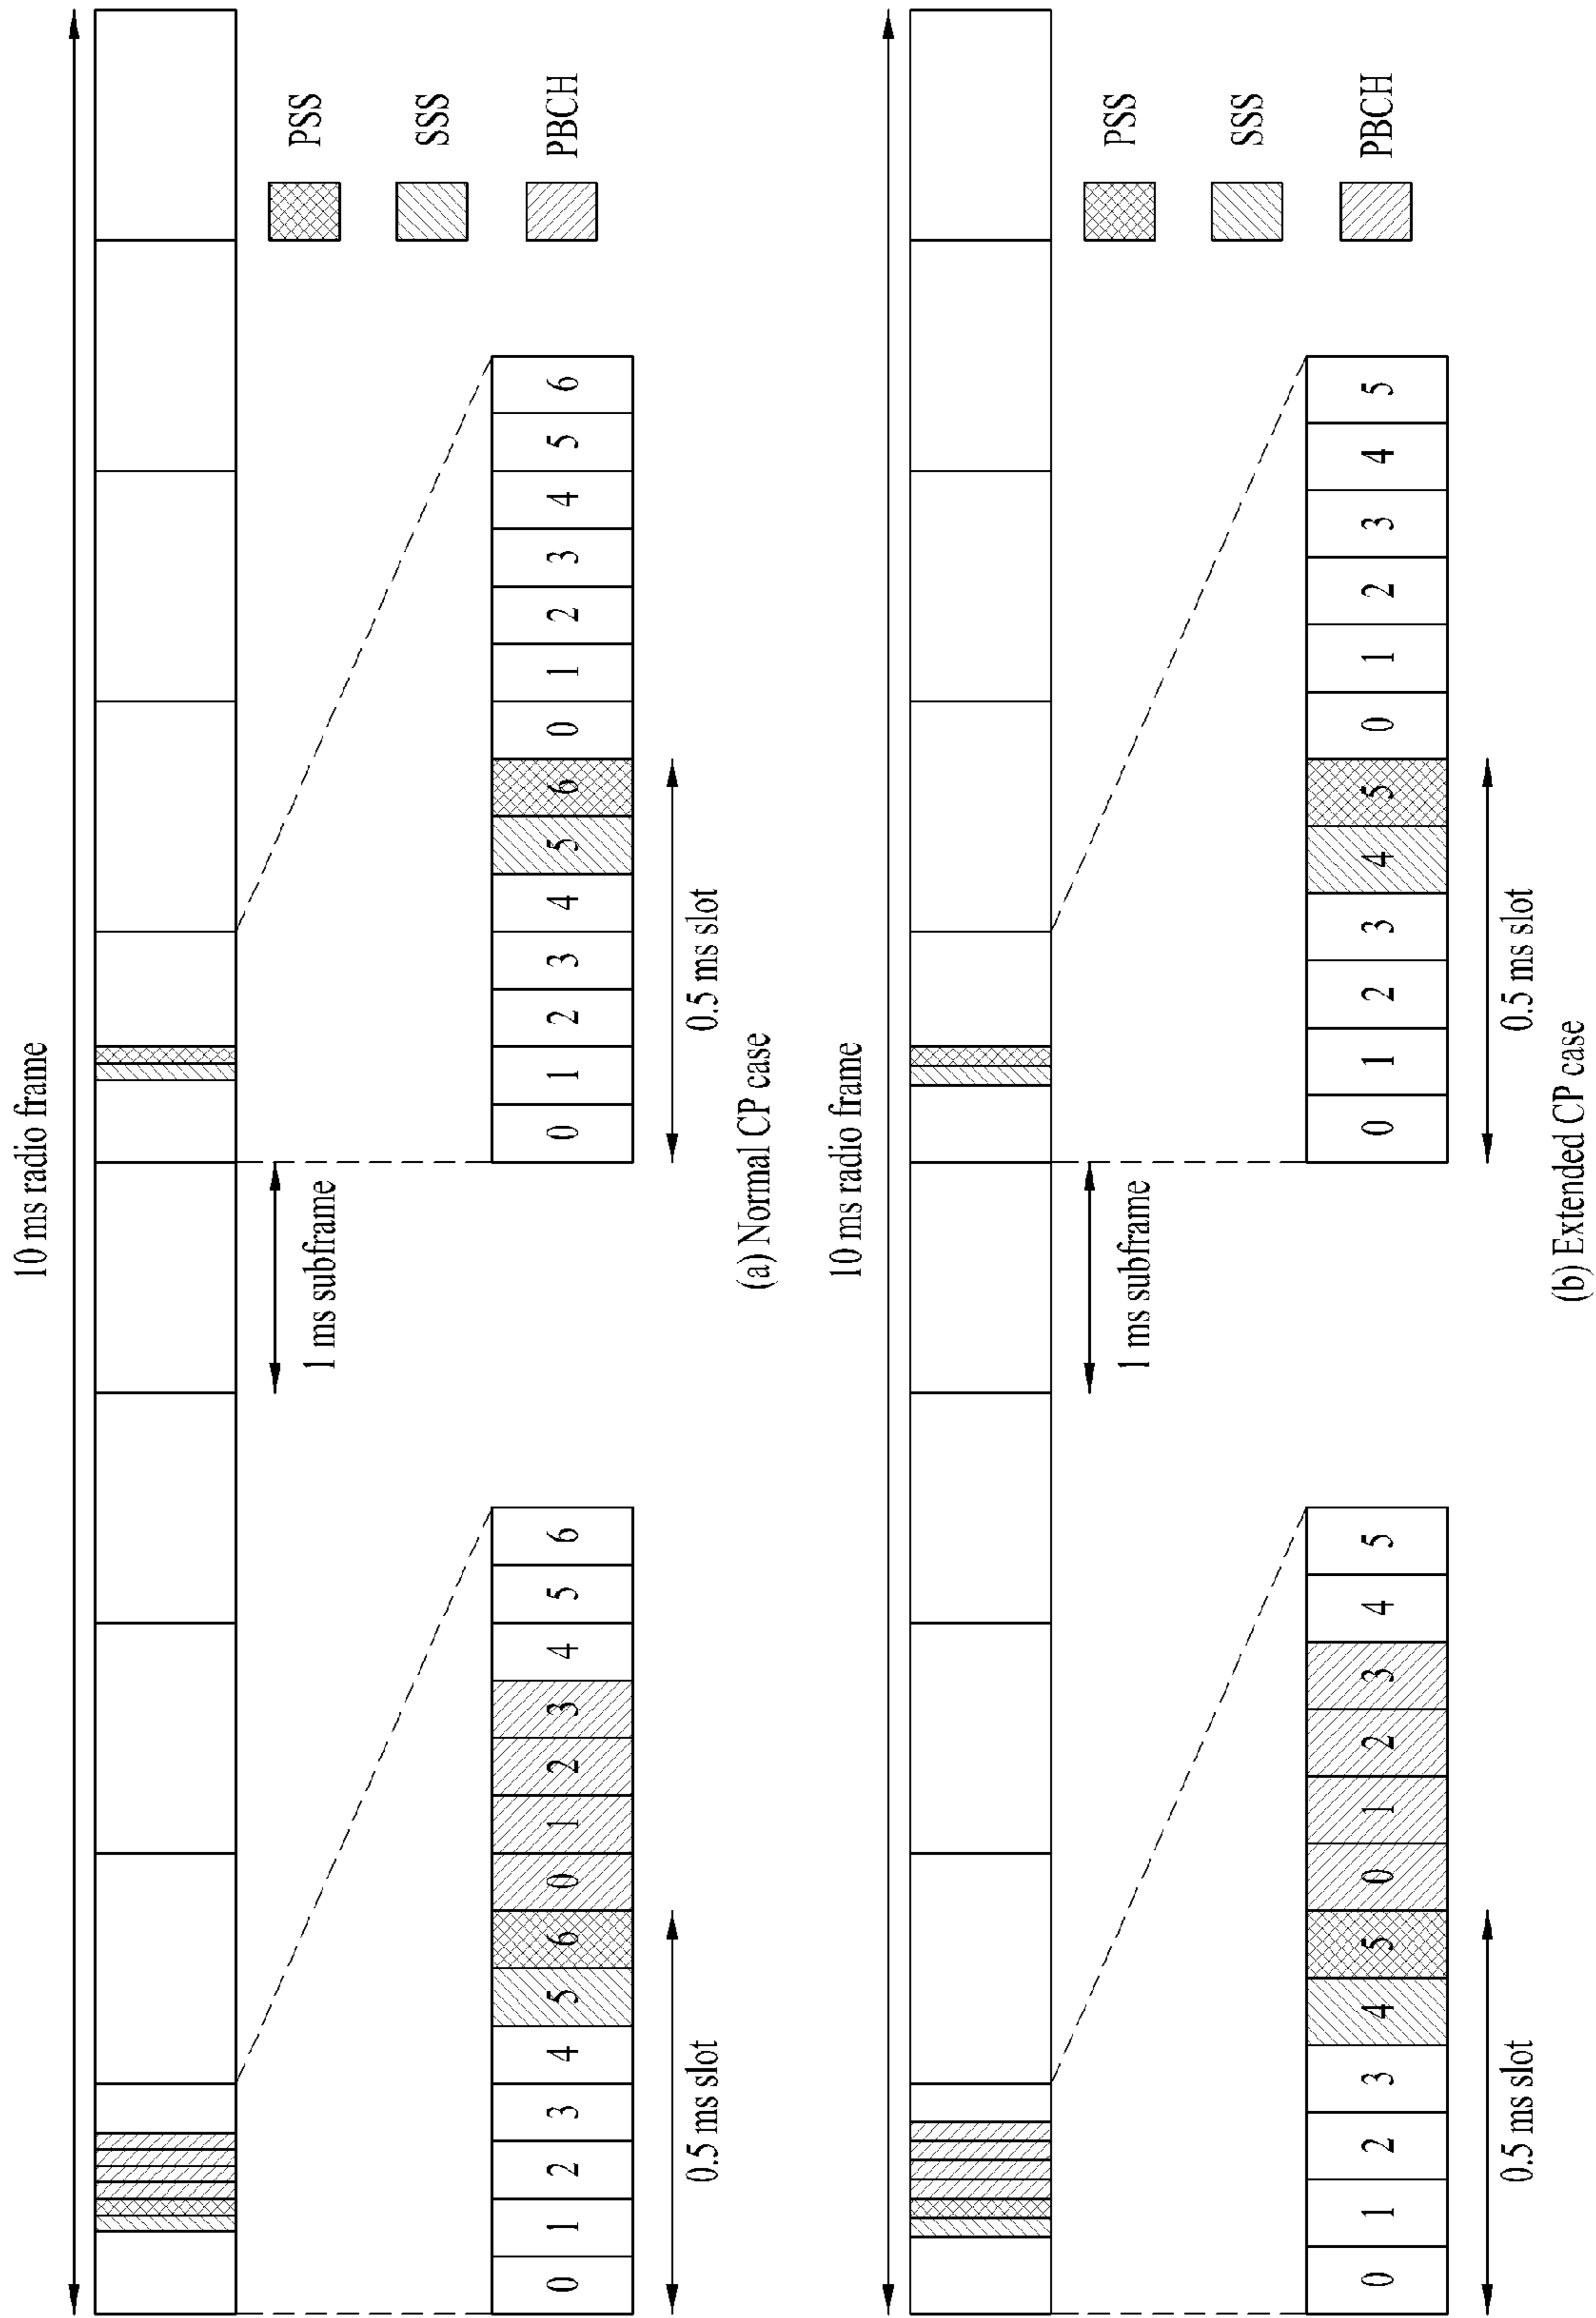 10 ms radio frame
PSS
SSS
PBCH
1 ms subframe
0 1 2 3 4 5 6 0 1 2 3 4 5 6
0 1 2 3 4 5 6 0 1 2 3 4 5 6
0.5 ms slot
0.5 ms slot
(a) Normal CP case
10 ms radio frame
PSS
SSS
PBCH
1 ms subframe
0 1 2 3 4 5 0 1 2 3 4 5
0 1 2 3 4 5 0 1 2 3 4 5
0.5 ms slot
0.5 ms slot
(b) Extended CP case